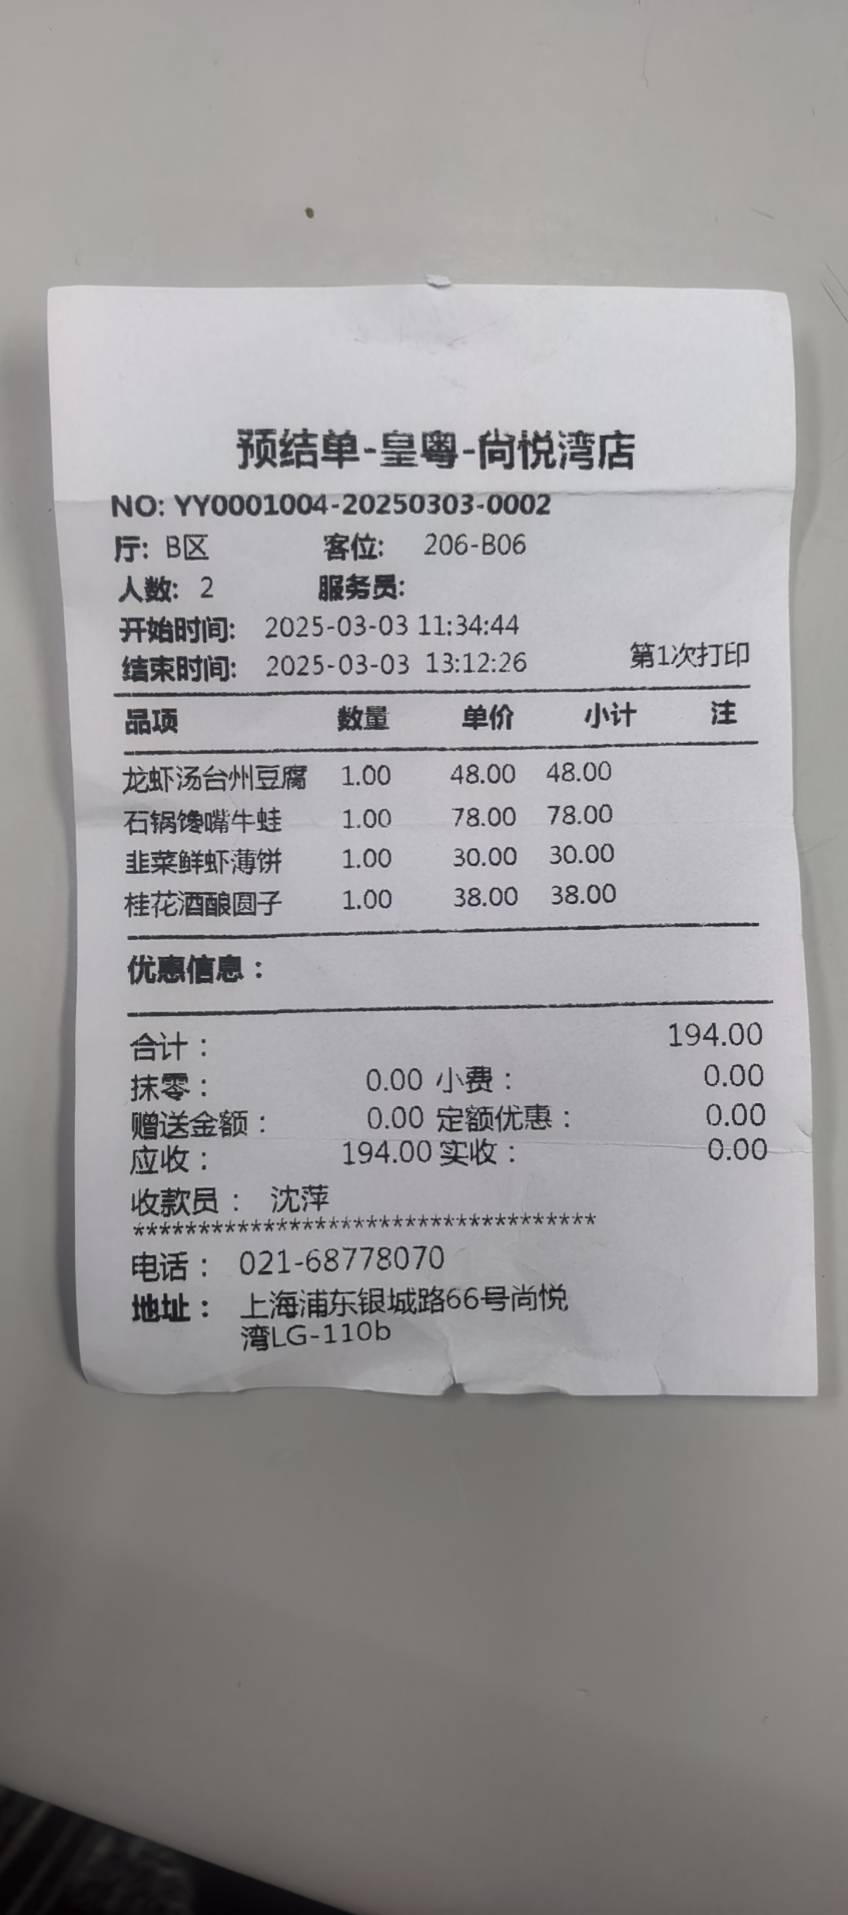 预结单-皇粤-尚悦湾店
NO: YY0001004-20250303-0002
厅: B区 客位: 206-B06
人数: 2 服务员:
开始时间: 2025-03-03 11:34:44
结束时间: 2025-03-03 13:12:26 第1次打印
品项 数量 单价 小计 注
龙虾汤台州豆腐 1.00 48.00 48.00
石锅馋嘴牛蛙 1.00 78.00 78.00
韭菜鲜虾薄饼 1.00 30.00 30.00
桂花酒酿圆子 1.00 38.00 38.00
优惠信息：
合计： 194.00
抹零： 0.00 小费： 0.00
赠送金额： 0.00 定额优惠： 0.00
应收： 194.00 实收： 0.00
收款员： 沈萍
************************************
电话： 021-68778070
地址： 上海浦东银城路66号尚悦
湾LG-110b